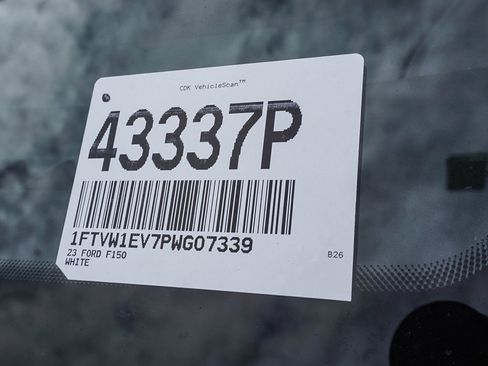 CDK VehicleScan™
43337P
1FTVW1EV7PWG07339
23 FORD F150
WHITE
B26